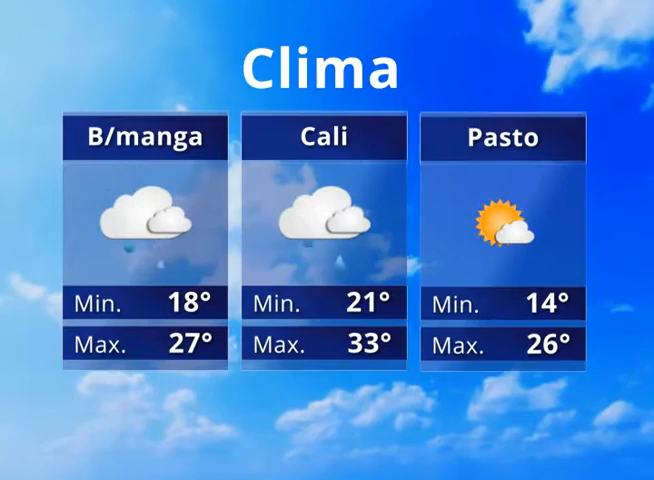 Clima
B/manga
Min. 18°
Max. 27°
Cali
Min. 21°
Max. 33°
Pasto
Min. 14°
Max. 26°